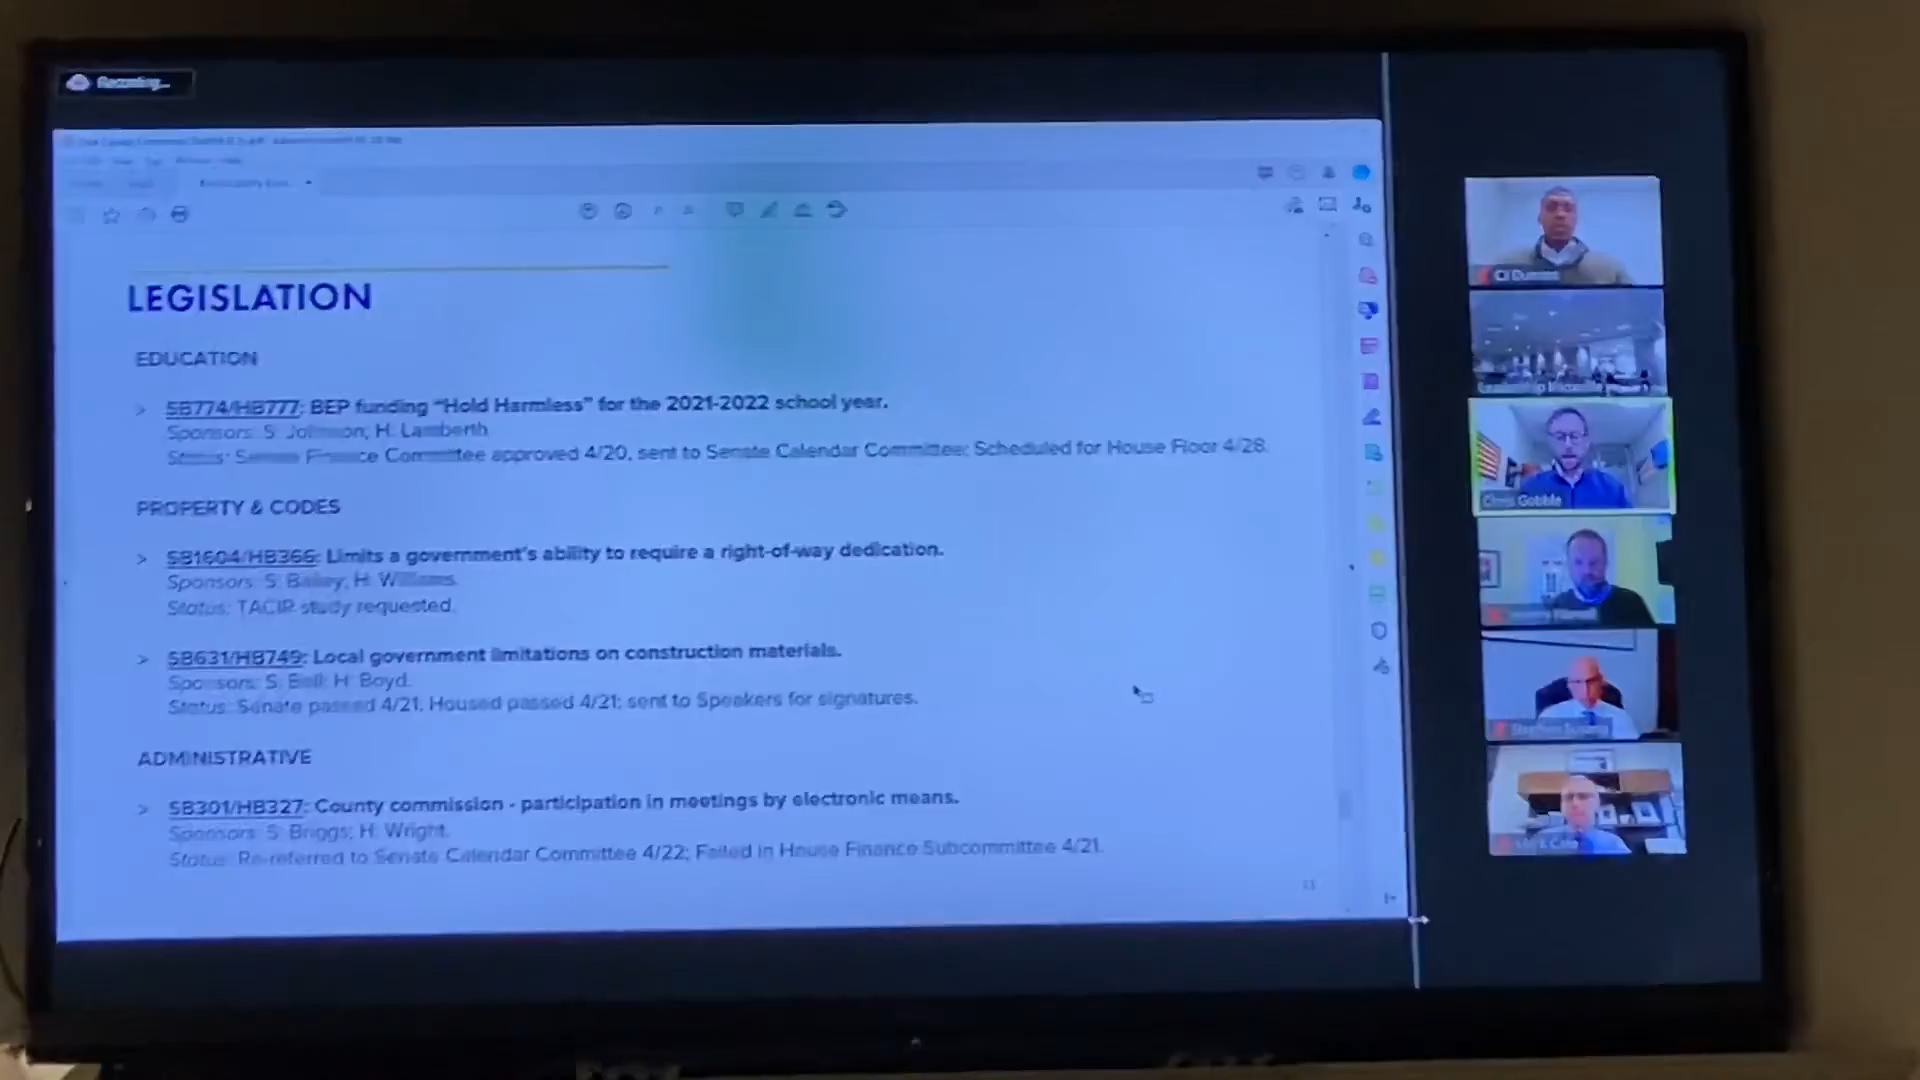 Recording...
LEGISLATION
EDUCATION
> SB774/HB777: BEP funding “Hold Harmless” for the 2021-2022 school year.
Sponsors: S. Johnson; H. Lamberth
Status: Senate Finance Committee approved 4/20, sent to Senate Calendar Committee; Scheduled for House Floor 4/28.
PROPERTY & CODES
> SB1604/HB366: Limits a government's ability to require a right-of-way dedication.
Sponsors: S. Bailey; H. Williams.
Status: TACIR study requested.
> SB631/HB749: Local government limitations on construction materials.
Sponsors: S. Bell; H. Boyd.
Status: Senate passed 4/21; Housed passed 4/21; sent to Speakers for signatures.
ADMINISTRATIVE
> SB301/HB327: County commission - participation in meetings by electronic means.
Sponsors: S. Briggs; H. Wright.
Status: Re-referred to Senate Calendar Committee 4/22; Failed in House Finance Subcommittee 4/21.
CJ
Chris Gobble